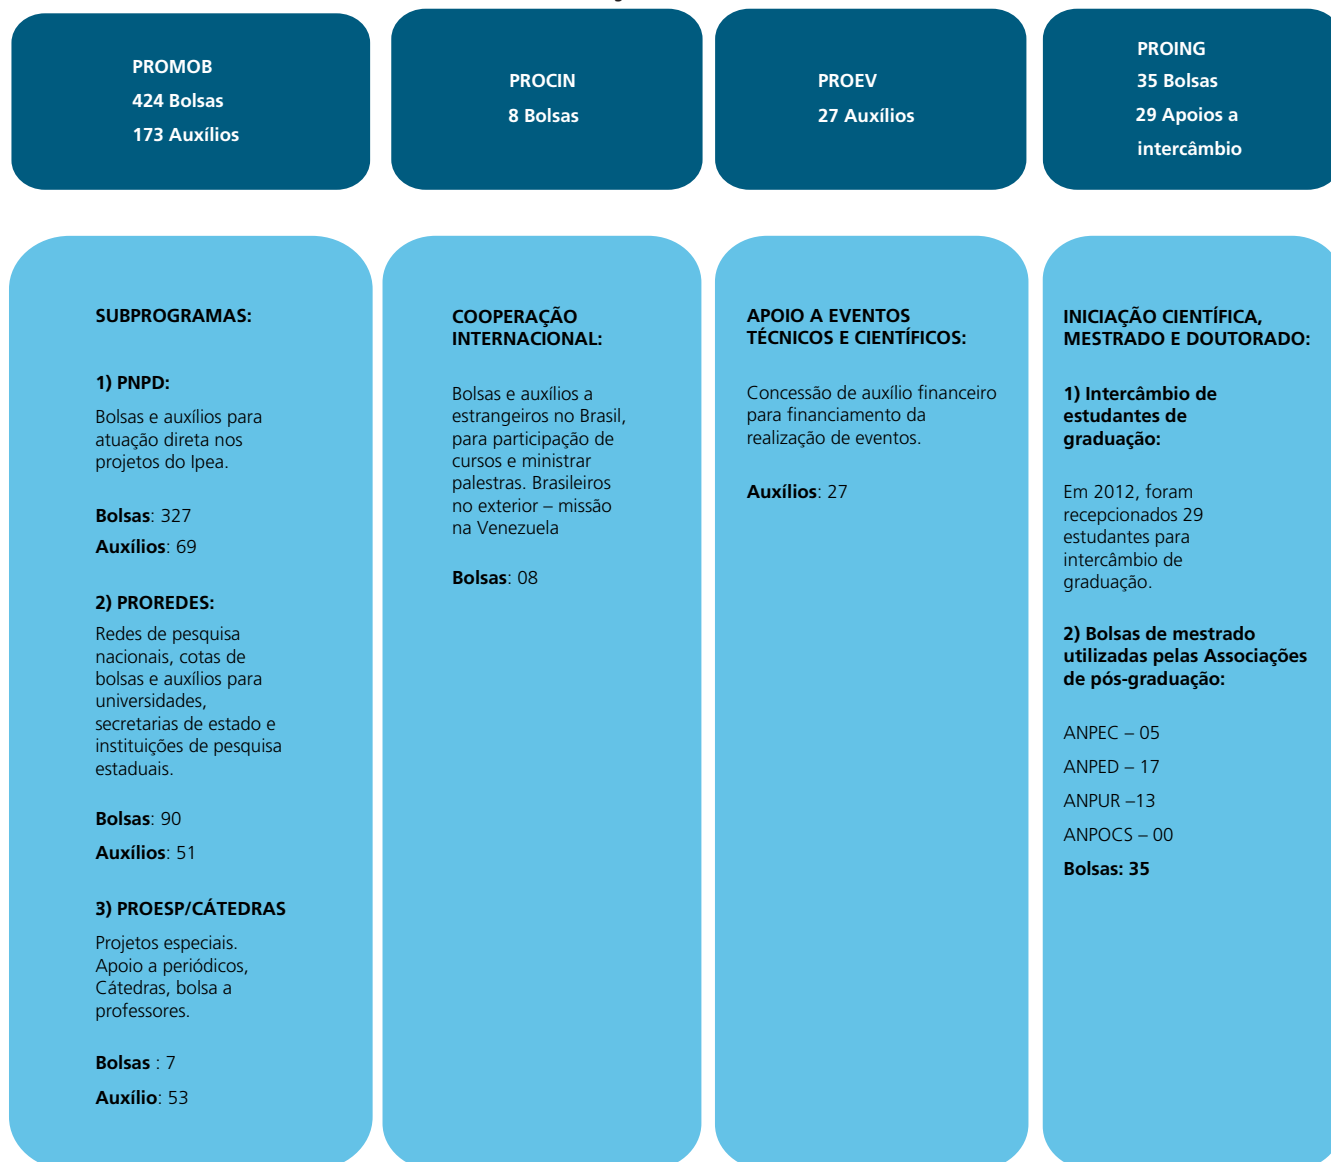 PROMOB
424 Bolsas
173 Auxílios
PROCIN
8 Bolsas
PROEV
27 Auxílios
PROING
35 Bolsas
29 Apoios a
intercâmbio
SUBPROGRAMAS:
1) PNPD:
Bolsas e auxílios para
atuação direta nos
projetos do Ipea.
Bolsas: 327
Auxílios: 69
2) PROREDES:
Redes de pesquisa
nacionais, cotas de
bolsas e auxílios para
universidades,
secretarias de estado e
instituições de pesquisa
estaduais.
Bolsas: 90
Auxílios: 51
3) PROESP/CÁTEDRAS
Projetos especiais.
Apoio a periódicos,
Cátedras, bolsa a
professores.
Bolsas : 7
Auxílio: 53
COOPERAÇÃO
INTERNACIONAL:
Bolsas e auxílios a
estrangeiros no Brasil,
para participação de
cursos e ministrar
palestras. Brasileiros
no exterior – missão
na Venezuela
Bolsas: 08
APOIO A EVENTOS
TÉCNICOS E CIENTÍFICOS:
Concessão de auxílio financeiro
para financiamento da
realização de eventos.
Auxílios: 27
INICIAÇÃO CIENTÍFICA,
MESTRADO E DOUTORADO:
1) Intercâmbio de
estudantes de
graduação:
Em 2012, foram
recepcionados 29
estudantes para
intercâmbio de
graduação.
2) Bolsas de mestrado
utilizadas pelas Associações
de pós-graduação:
ANPEC – 05
ANPED – 17
ANPUR –13
ANPOCS – 00
Bolsas: 35